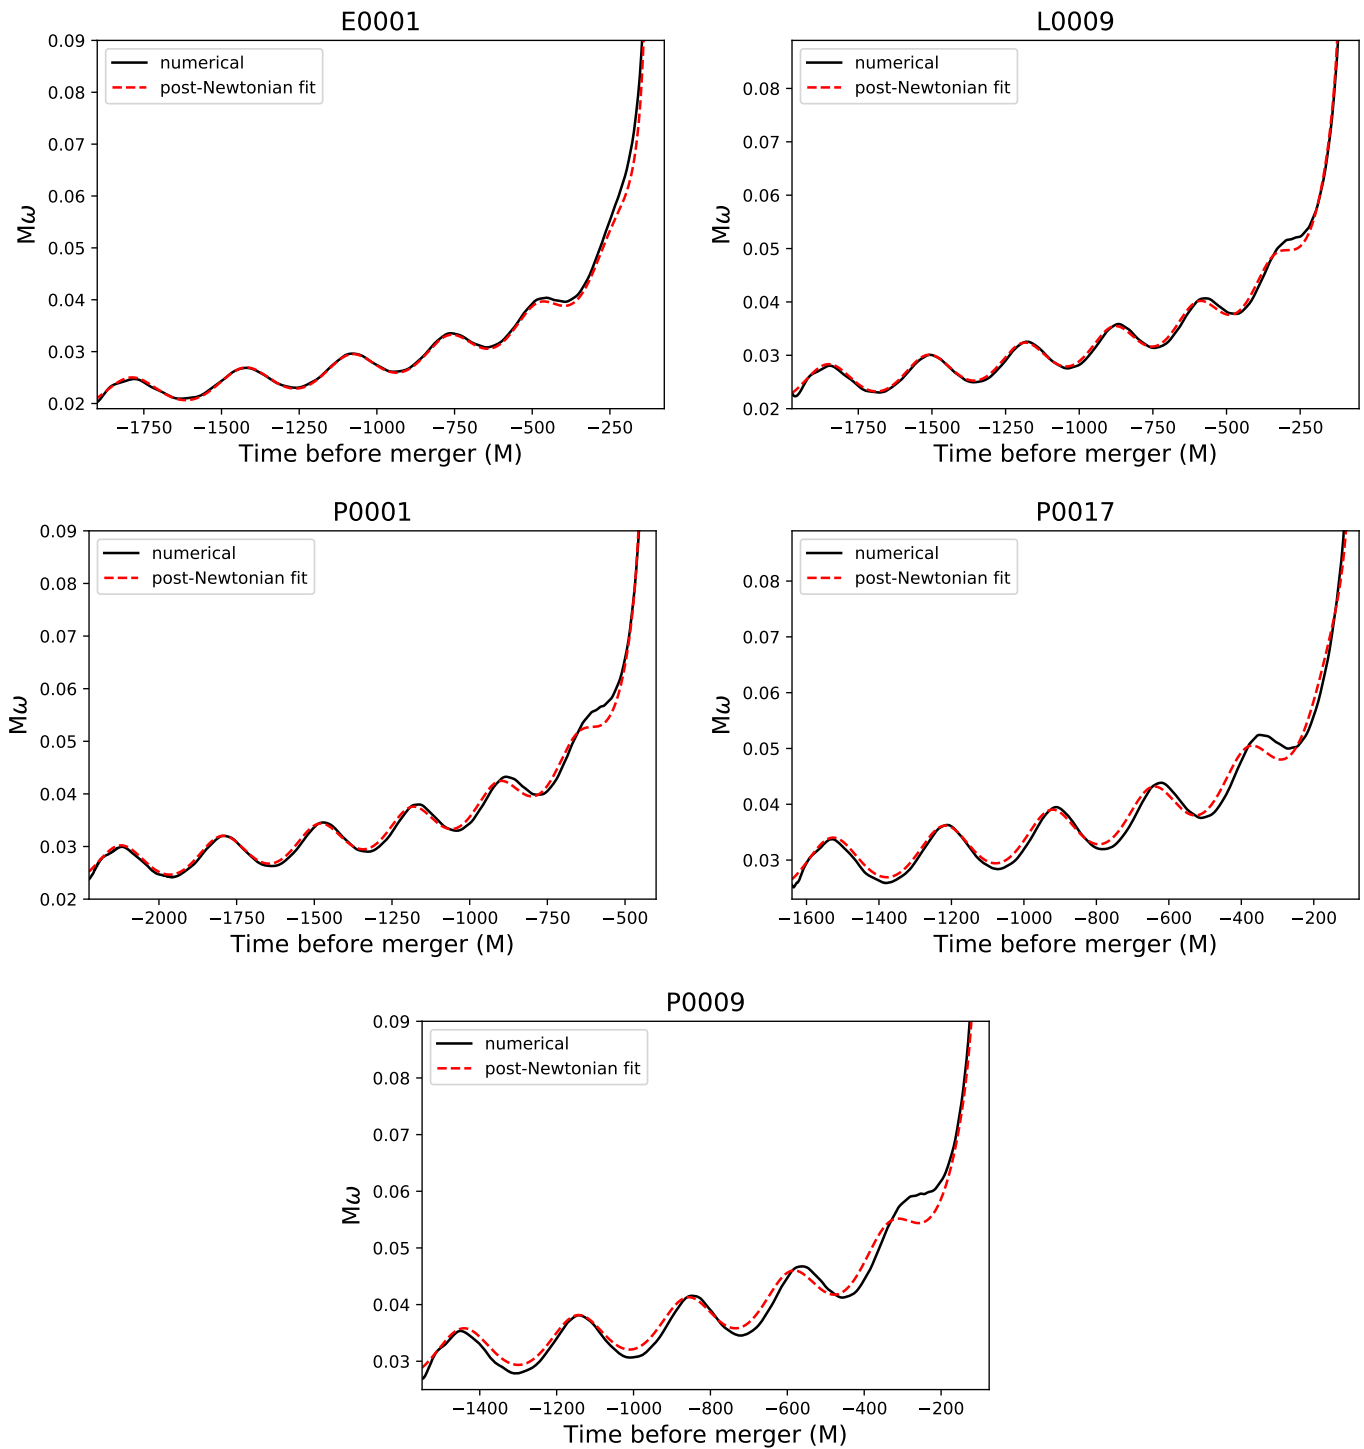 E0001
numerical
post-Newtonian fit
0.09
0.08
0.07
0.06
0.05
0.04
0.03
0.02
Mω
−1750 −1500 −1250 −1000 −750 −500 −250
Time before merger (M)
L0009
numerical
post-Newtonian fit
0.08
0.07
0.06
0.05
0.04
0.03
0.02
Mω
−1750 −1500 −1250 −1000 −750 −500 −250
Time before merger (M)
P0001
numerical
post-Newtonian fit
0.09
0.08
0.07
0.06
0.05
0.04
0.03
0.02
Mω
−2000 −1750 −1500 −1250 −1000 −750 −500
Time before merger (M)
P0017
numerical
post-Newtonian fit
0.08
0.07
0.06
0.05
0.04
0.03
Mω
−1600 −1400 −1200 −1000 −800 −600 −400 −200
Time before merger (M)
P0009
numerical
post-Newtonian fit
0.09
0.08
0.07
0.06
0.05
0.04
0.03
Mω
−1400 −1200 −1000 −800 −600 −400 −200
Time before merger (M)